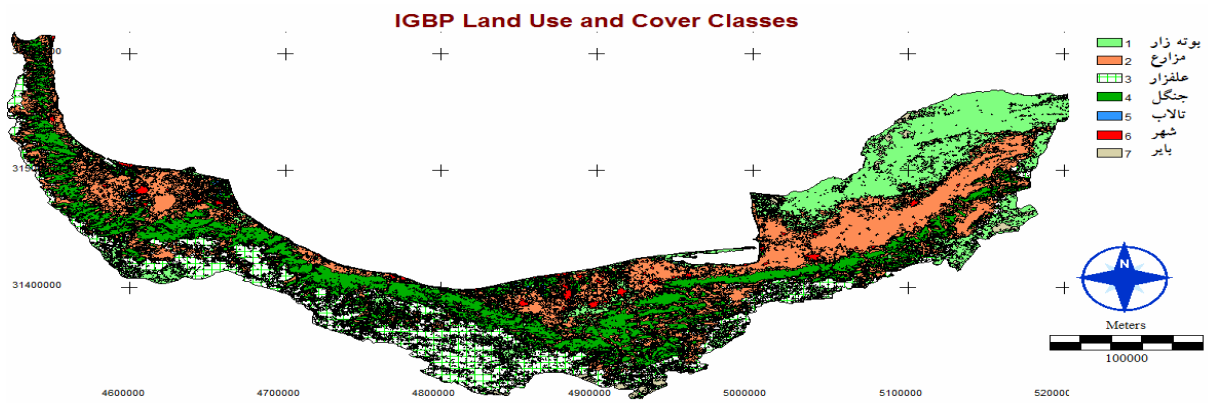 IGBP Land Use and Cover Classes
1 بوته زار
2 مزارع
3 علفزار
4 جنگل
5 تالاب
6 شهر
7 بایر
31400000
N
Meters
100000
4600000 4700000 4800000 4900000 5000000 5100000